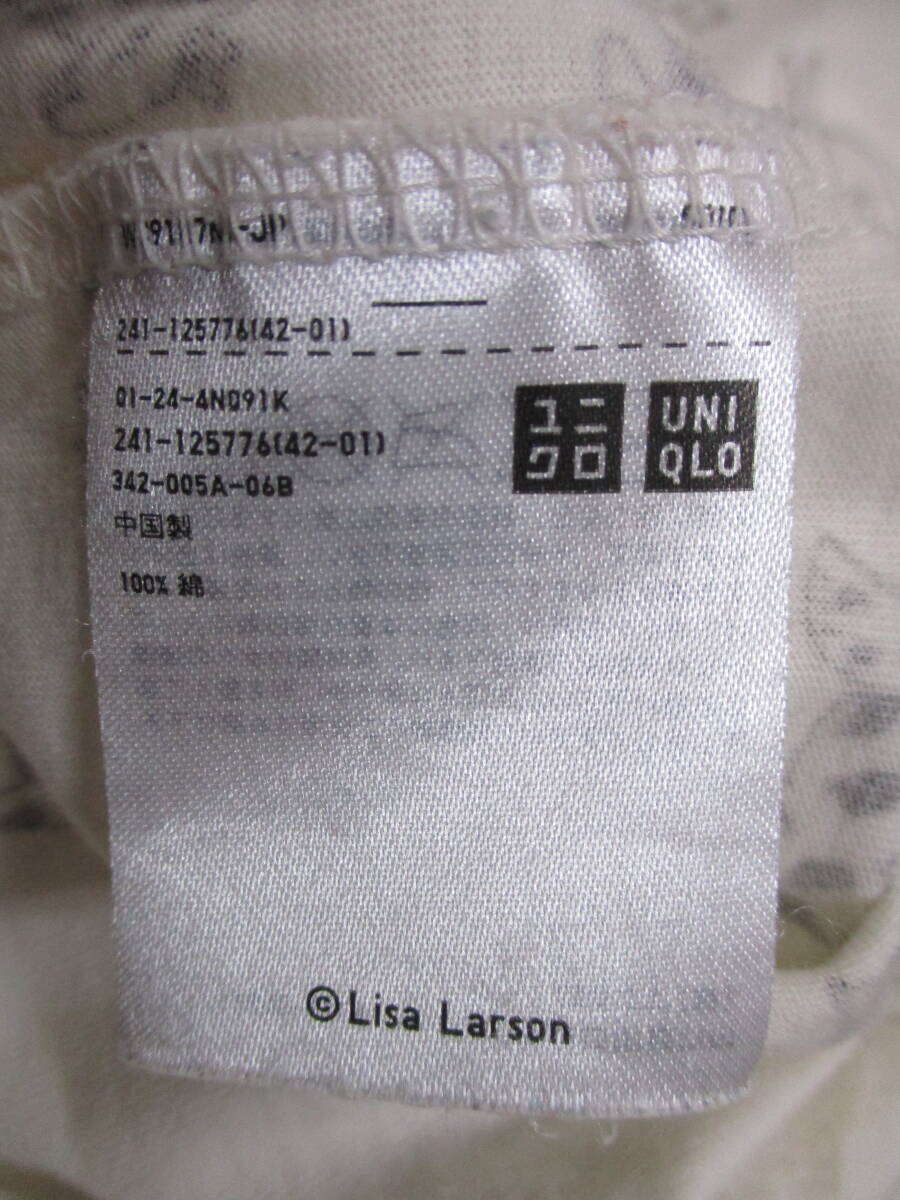 241-125776(42-01)
01-24-4N091K
241-125776(42-01)
342-005A-06B
中国製
100% 綿
ユニ
クロ
UNI
QLO
©Lisa Larson